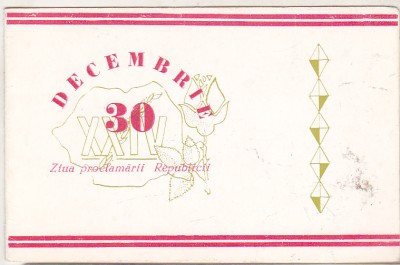 DECEMBRIE
30
XXIV
Ziua proclamării Republicii